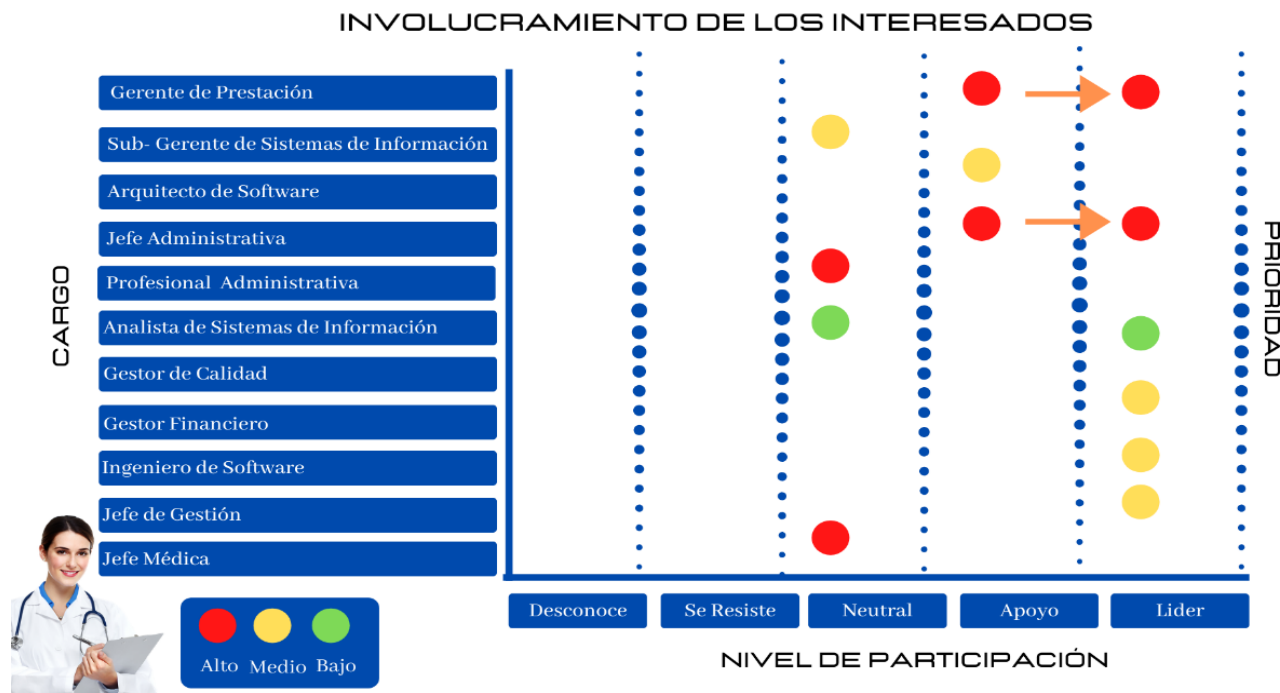 INVOLUCRAMIENTO DE LOS INTERESADOS
CARGO
Gerente de Prestación
Sub- Gerente de Sistemas de Información
Arquitecto de Software
Jefe Administrativa
Profesional Administrativa
Analista de Sistemas de Información
Gestor de Calidad
Gestor Financiero
Ingeniero de Software
Jefe de Gestión
Jefe Médica
PRIORIDAD
Desconoce
Se Resiste
Neutral
Apoyo
Lider
Alto Medio Bajo
NIVEL DE PARTICIPACIÓN